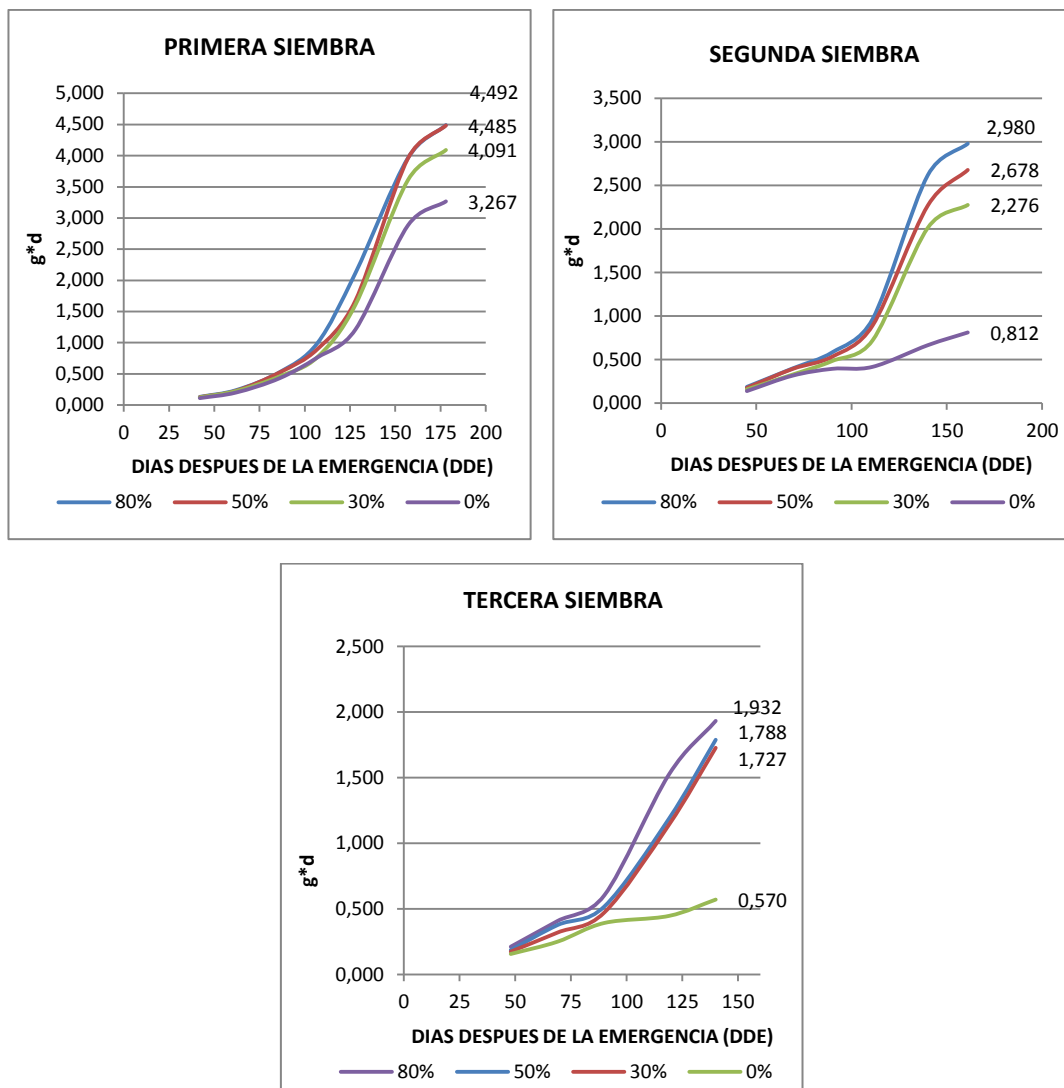 PRIMERA SIEMBRA
5,000
4,500
4,000
3,500
3,000
2,500
2,000
1,500
1,000
0,500
0,000
g*d
4,492
4,485
4,091
3,267
0 25 50 75 100 125 150 175 200
DIAS DESPUES DE LA EMERGENCIA (DDE)
80% 50% 30% 0%
SEGUNDA SIEMBRA
3,500
3,000
2,500
2,000
1,500
1,000
0,500
0,000
g*d
2,980
2,678
2,276
0,812
0 50 100 150 200
DIAS DESPUES DE LA EMERGENCIA (DDE)
80% 50% 30% 0%
TERCERA SIEMBRA
2,500
2,000
1,500
1,000
0,500
0,000
g*d
1,932
1,788
1,727
0,570
0 25 50 75 100 125 150
DIAS DESPUES DE LA EMERGENCIA (DDE)
80% 50% 30% 0%